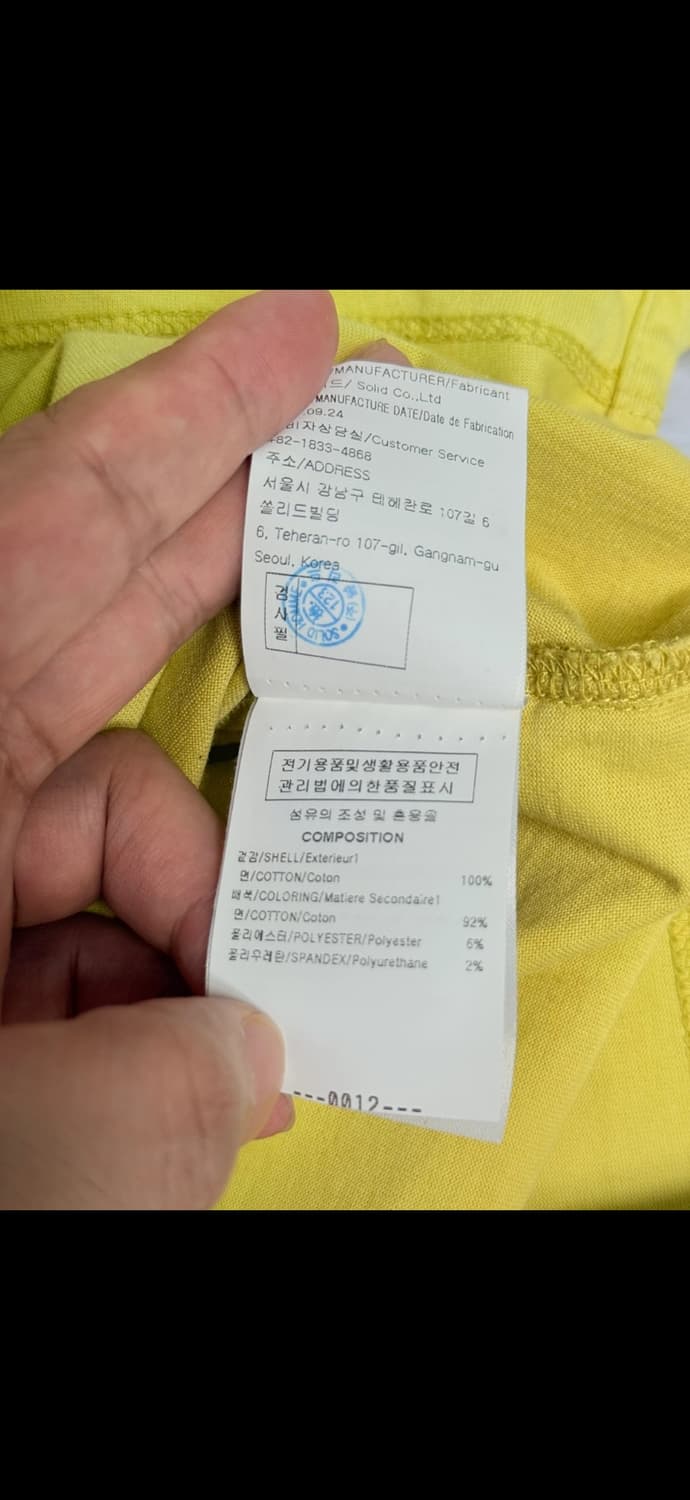 /MANUFACTURER/Fabricant
드/ Solid Co.,Ltd
MANUFACTURE DATE/Date de Fabrication
.09.24
비자상담실/Customer Service
+82-1833-4868
주소/ADDRESS
서울시 강남구 테헤란로 107길 6
쏠리드빌딩
6, Teheran-ro 107-gil, Gangnam-gu
Seoul, Korea
검사필
SOLID HOMME
123
전기용품및생활용품안전
관리법에의한품질표시
섬유의 조성 및 혼용율
COMPOSITION
겉감/SHELL/Exterieur1
면/COTTON/Coton 100%
배색/COLORING/Matiere Secondaire1
면/COTTON/Coton 92%
폴리에스터/POLYESTER/Polyester 6%
폴리우레탄/SPANDEX/Polyurethane 2%
---0012---